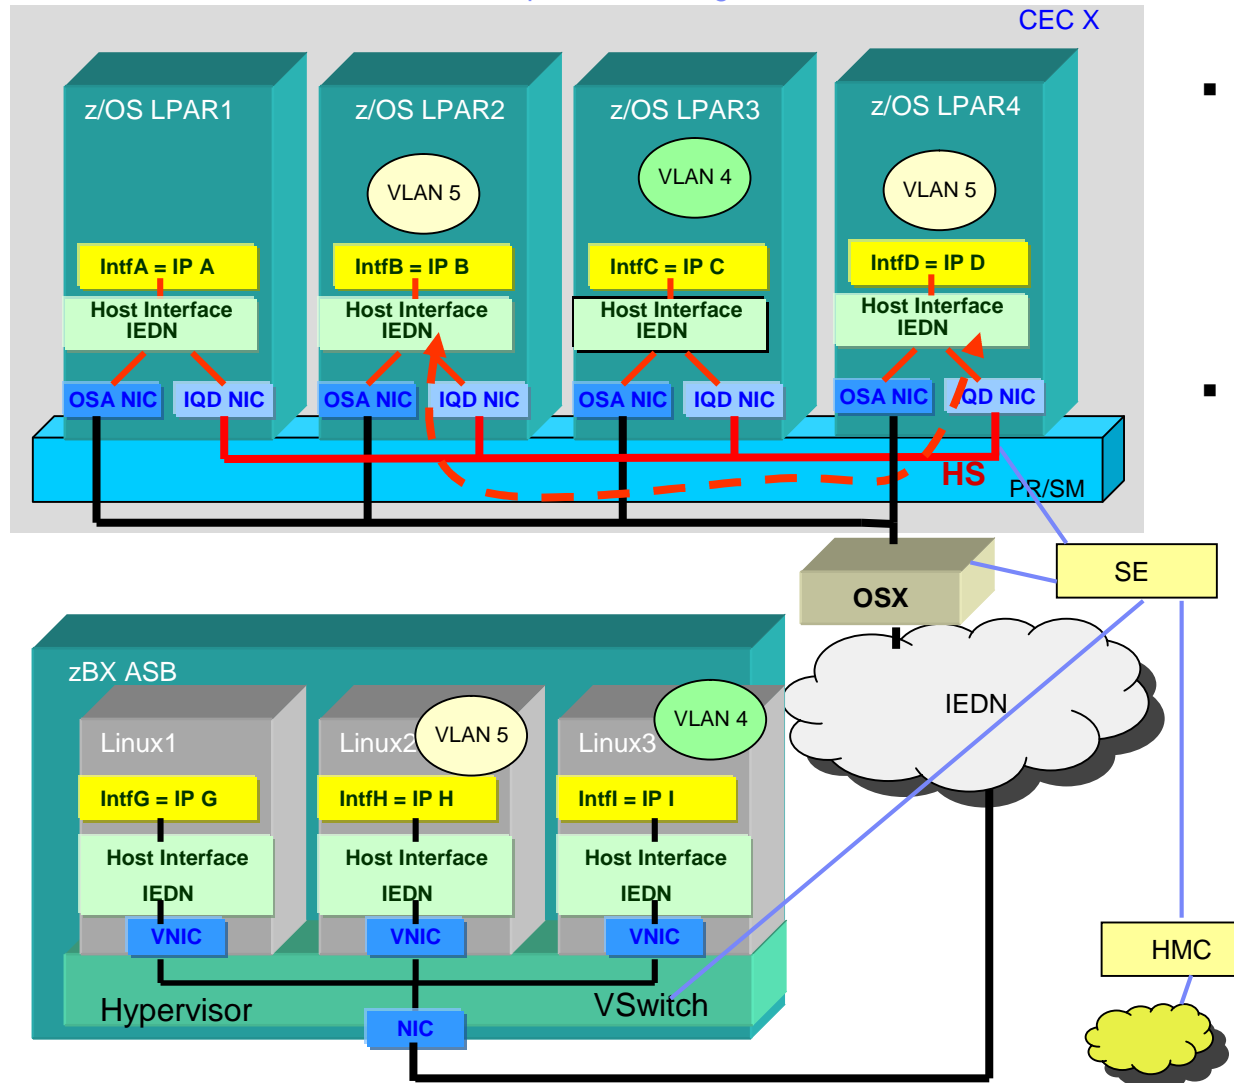 CEC X
z/OS LPAR1
z/OS LPAR2
z/OS LPAR3
z/OS LPAR4
VLAN 5
VLAN 4
VLAN 5
IntfA = IP A
IntfB = IP B
IntfC = IP C
IntfD = IP D
Host Interface
IEDN
Host Interface
IEDN
Host Interface
IEDN
Host Interface
IEDN
OSA NIC
IQD NIC
OSA NIC
IQD NIC
OSA NIC
IQD NIC
OSA NIC
IQD NIC
HS
PR/SM
SE
OSX
IEDN
zBX ASB
Linux1
Linux2
Linux3
VLAN 5
VLAN 4
IntfG = IP G
IntfH = IP H
IntfI = IP I
Host Interface
IEDN
Host Interface
IEDN
Host Interface
IEDN
VNIC
VNIC
VNIC
Hypervisor
VSwitch
NIC
HMC